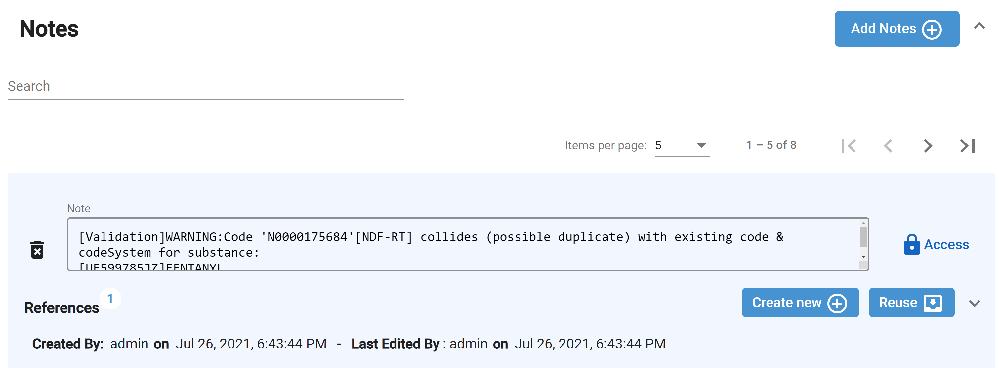 Notes
Add Notes
Search
Items per page: 5
1 – 5 of 8
Note
[Validation]WARNING:Code 'N0000175684'[NDF-RT] collides (possible duplicate) with existing code &
codeSystem for substance:
[UF599785JZ]FENTANYL
Access
References 1
Create new
Reuse
Created By: admin on Jul 26, 2021, 6:43:44 PM - Last Edited By : admin on Jul 26, 2021, 6:43:44 PM